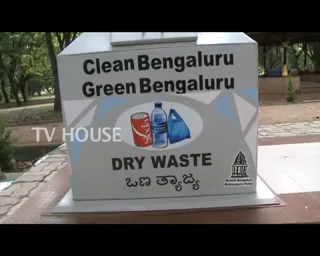 Clean Bengaluru
Green Bengaluru
TV HOUSE
DRY WASTE
ಒಣ ತ್ಯಾಜ್ಯ